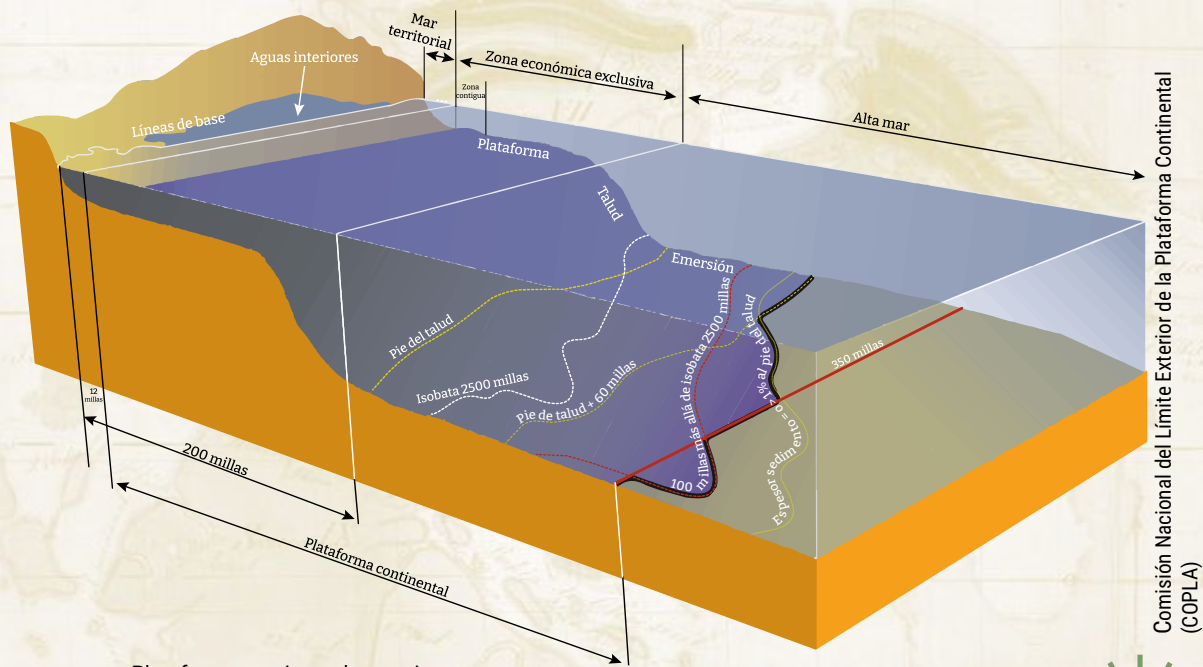 Mar
territorial
Aguas interiores
Zona económica exclusiva
Zona
contigua
Alta mar
Líneas de base
Plataforma
Talud
Emersión
Pie del talud
Isobata 2500 millas
Pie de talud + 60 millas
100 millas más allá de isobata 2500 millas
Espesor sedimento = o > 1% al pie del talud
350 millas
12
millas
200 millas
Plataforma continental
Comisión Nacional del Límite Exterior de la Plataforma Continental
(COPLA)